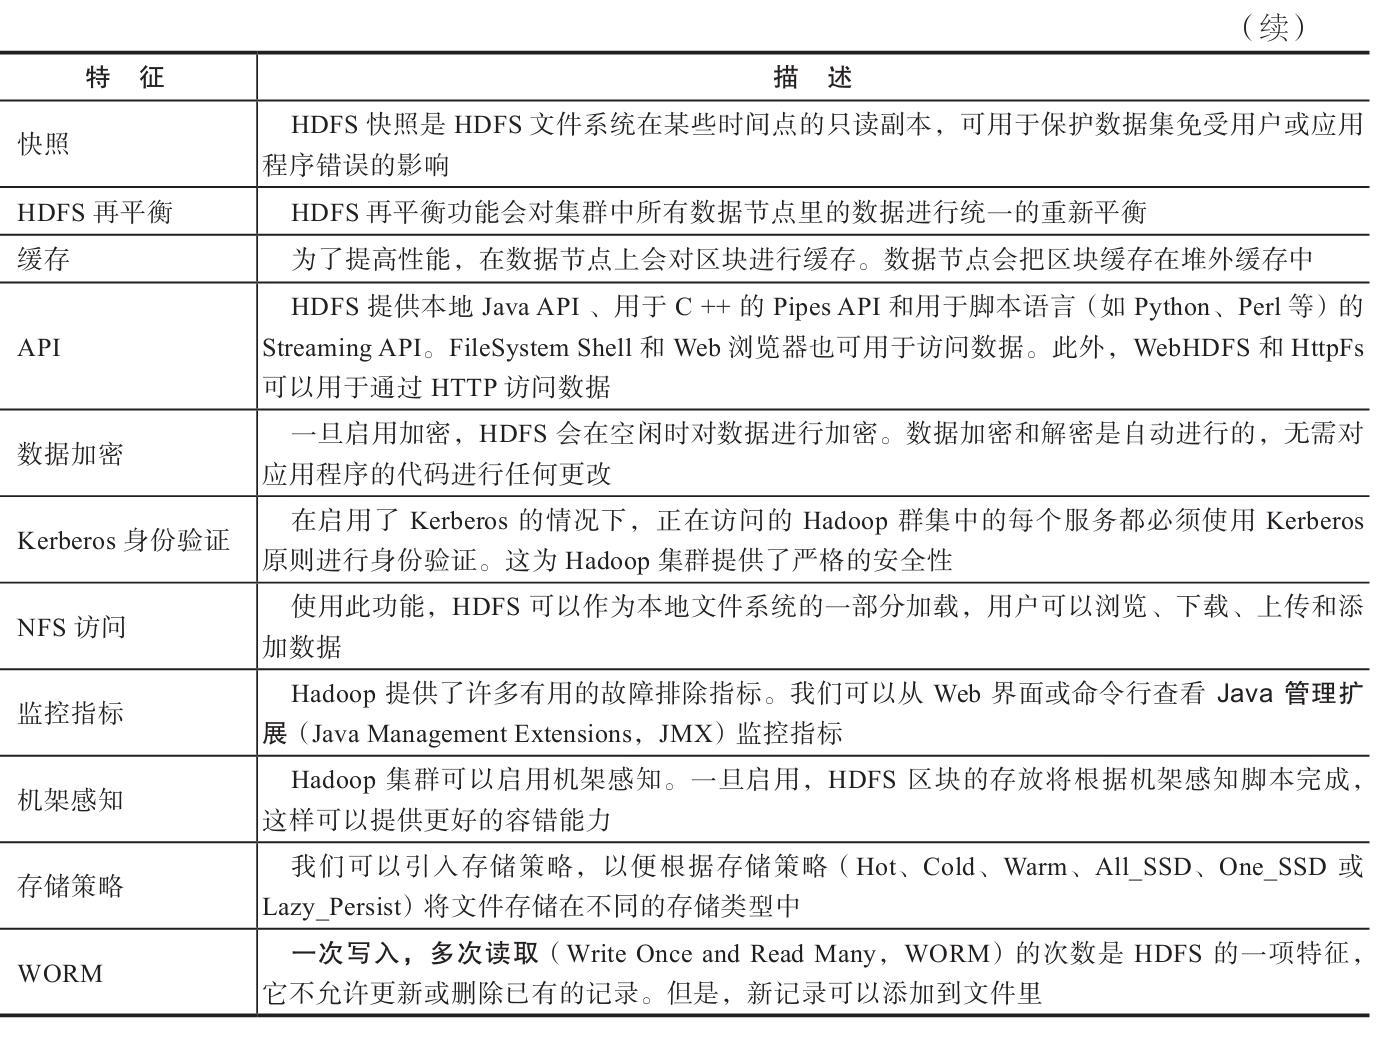 （续）
特 征 描 述
快照
HDFS 快照是 HDFS 文件系统在某些时间点的只读副本，可用于保护数据集免受用户或应用
程序错误的影响
HDFS 再平衡
HDFS 再平衡功能会对集群中所有数据节点里的数据进行统一的重新平衡
缓存
为了提高性能，在数据节点上会对区块进行缓存。数据节点会把区块缓存在堆外缓存中
API
HDFS 提供本地 Java API 、用于 C ++ 的 Pipes API 和用于脚本语言（如 Python、Perl 等）的
Streaming API。FileSystem Shell 和 Web 浏览器也可用于访问数据。此外，WebHDFS 和 HttpFs
可以用于通过 HTTP 访问数据
数据加密
一旦启用加密，HDFS 会在空闲时对数据进行加密。数据加密和解密是自动进行的，无需对
应用程序的代码进行任何更改
Kerberos 身份验证
在启用了 Kerberos 的情况下，正在访问的 Hadoop 群集中的每个服务都必须使用 Kerberos
原则进行身份验证。这为 Hadoop 集群提供了严格的安全性
NFS 访问
使用此功能，HDFS 可以作为本地文件系统的一部分加载，用户可以浏览、下载、上传和添
加数据
监控指标
Hadoop 提供了许多有用的故障排除指标。我们可以从 Web 界面或命令行查看 Java 管理扩
展（Java Management Extensions，JMX）监控指标
机架感知
Hadoop 集群可以启用机架感知。一旦启用，HDFS 区块的存放将根据机架感知脚本完成，
这样可以提供更好的容错能力
存储策略
我们可以引入存储策略，以便根据存储策略（Hot、Cold、Warm、All_SSD、One_SSD 或
Lazy_Persist）将文件存储在不同的存储类型中
WORM
一次写入，多次读取（Write Once and Read Many，WORM）的次数是 HDFS 的一项特征，
它不允许更新或删除已有的记录。但是，新记录可以添加到文件里